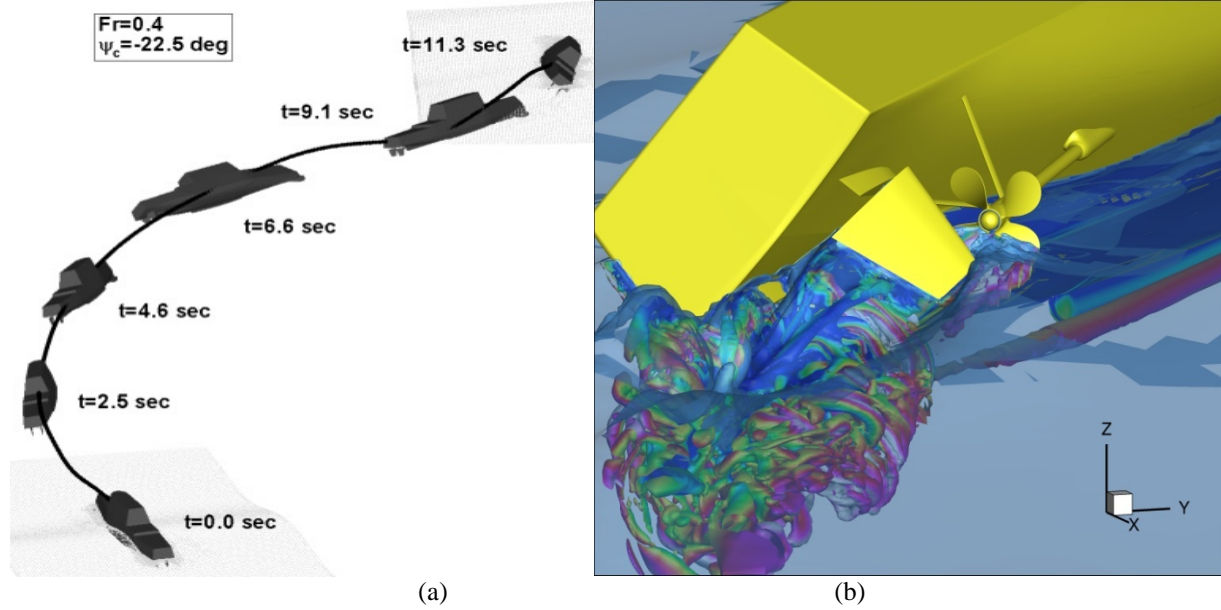 Fr=0.4
ψc=-22.5 deg
t=11.3 sec
t=9.1 sec
t=6.6 sec
t=4.6 sec
t=2.5 sec
t=0.0 sec
Z
Y
X
(a)
(b)